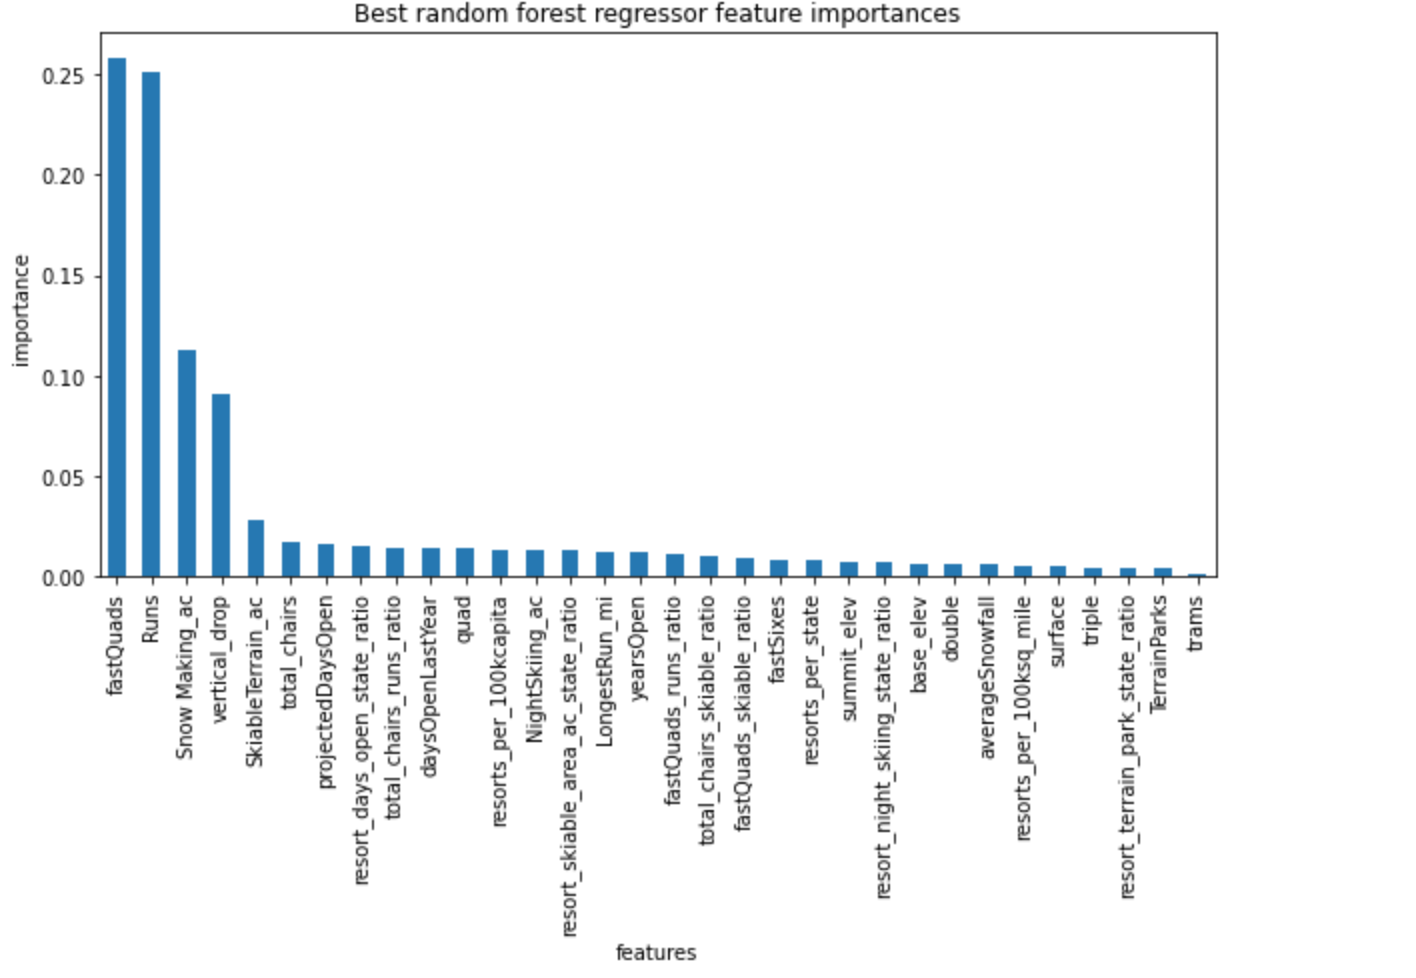 Best random forest regressor feature importances
importance
0.25
0.20
0.15
0.10
0.05
0.00
fastQuads
Runs
Snow Making_ac
vertical_drop
SkiableTerrain_ac
total_chairs
projectedDaysOpen
resort_days_open_state_ratio
total_chairs_runs_ratio
daysOpenLastYear
quad
resorts_per_100kcapita
NightSkiing_ac
resort_skiable_area_ac_state_ratio
LongestRun_mi
yearsOpen
fastQuads_runs_ratio
total_chairs_skiable_ratio
fastQuads_skiable_ratio
fastSixes
resorts_per_state
summit_elev
resort_night_skiing_state_ratio
base_elev
double
averageSnowfall
resorts_per_100ksq_mile
surface
triple
resort_terrain_park_state_ratio
TerrainParks
trams
features